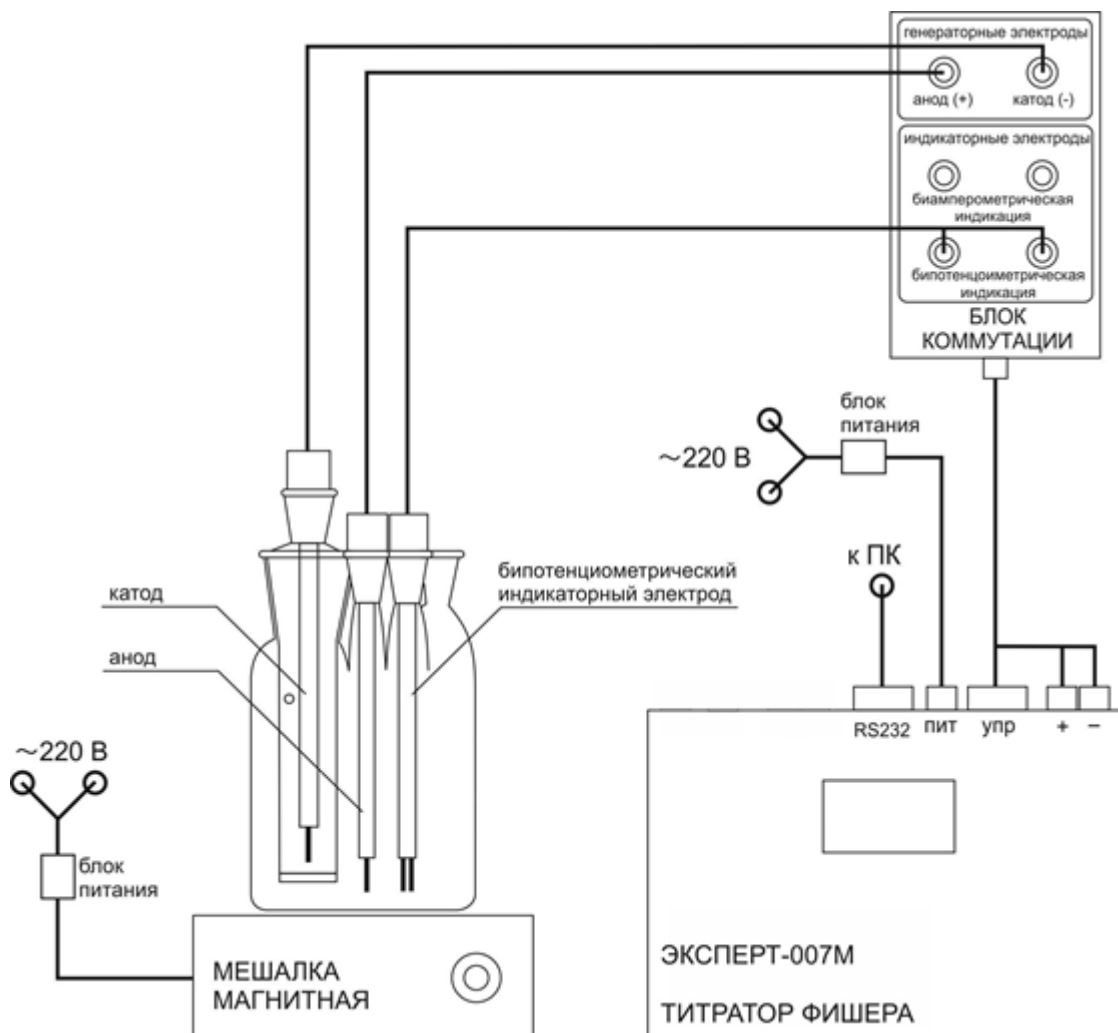 генераторные электроды
анод (+)
катод (-)
индикаторные электроды
биамперометрическая
индикация
бипотенцоиметрическая
индикация
БЛОК
КОММУТАЦИИ
блок
питания
~220 В
к ПК
бипотенциометрический
индикаторный электрод
катод
анод
RS232
пит
упр
+
–
~220 В
блок
питания
МЕШАЛКА
МАГНИТНАЯ
ЭКСПЕРТ-007М
ТИТРАТОР ФИШЕРА